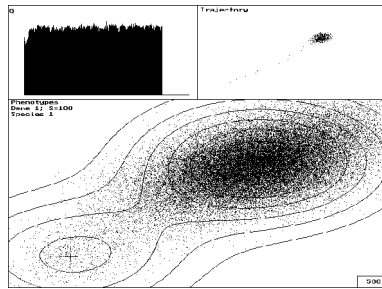 Q
Trajectory
Phenotypes
Deme 1; S=100
Species 1
500